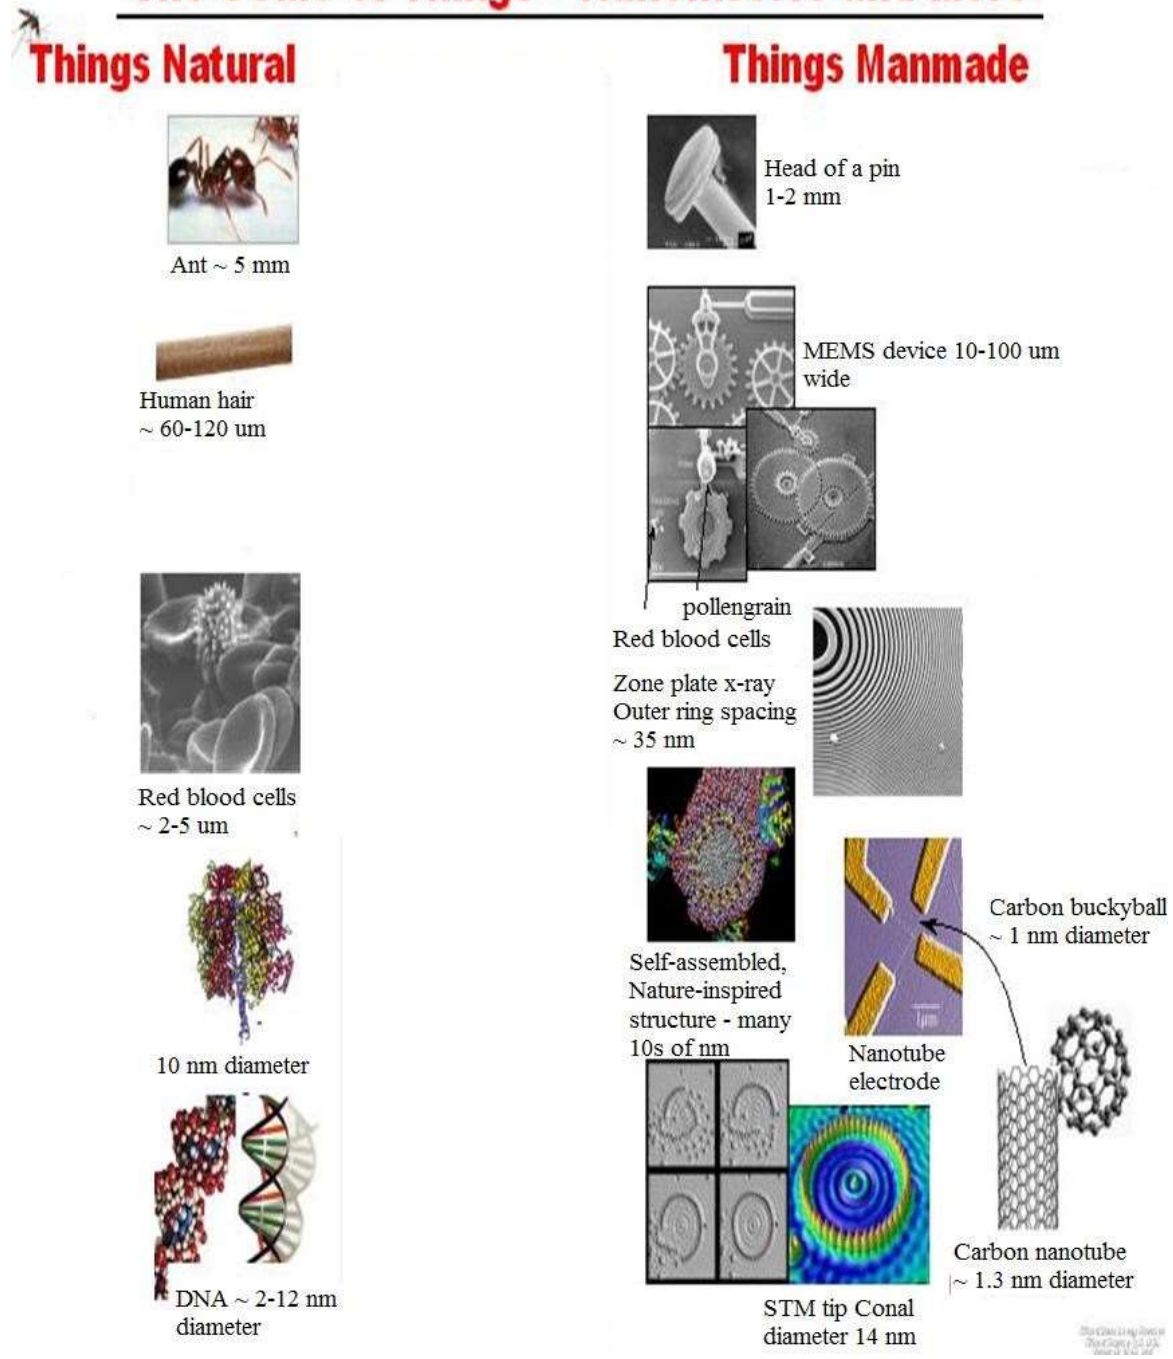 Things Natural
Things Manmade
Ant ~ 5 mm
Head of a pin
1-2 mm
Human hair
~ 60-120 um
MEMS device 10-100 um
wide
pollengrain
Red blood cells
Zone plate x-ray
Outer ring spacing
~ 35 nm
Red blood cells
~ 2-5 um
Carbon buckyball
~ 1 nm diameter
Self-assembled,
Nature-inspired
structure - many
10s of nm
1µm
Nanotube
electrode
10 nm diameter
Carbon nanotube
~ 1.3 nm diameter
DNA ~ 2-12 nm
diameter
STM tip Conal
diameter 14 nm